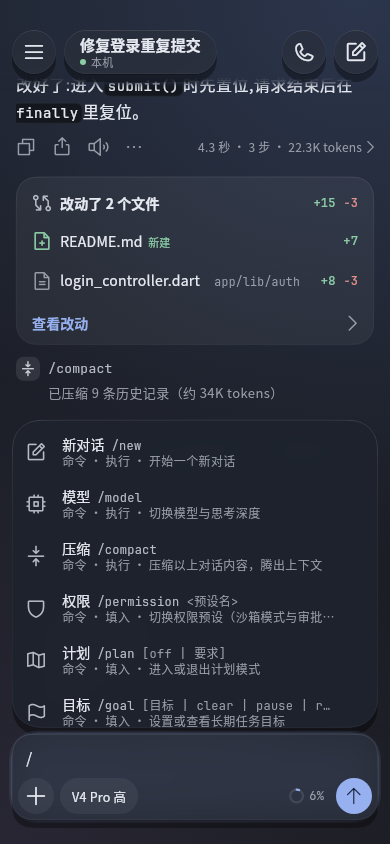 修复登录重复提交
本机
改好了:进入 submit() 时先置位,请求结束后在
finally 里复位。
4.3 秒 · 3 步 · 22.3K tokens
改动了 2 个文件 +15 -3
README.md 新建 +7
login_controller.dart app/lib/auth +8 -3
查看改动
/compact
已压缩 9 条历史记录（约 34K tokens）
新对话 /new
命令 · 执行 · 开始一个新对话
模型 /model
命令 · 执行 · 切换模型与思考深度
压缩 /compact
命令 · 执行 · 压缩以上对话内容，腾出上下文
权限 /permission <预设名>
命令 · 填入 · 切换权限预设（沙箱模式与审批…
计划 /plan [off | 要求]
命令 · 填入 · 进入或退出计划模式
目标 /goal [目标 | clear | pause | r…
命令 · 填入 · 设置或查看长期任务目标
/
V4 Pro 高
6%